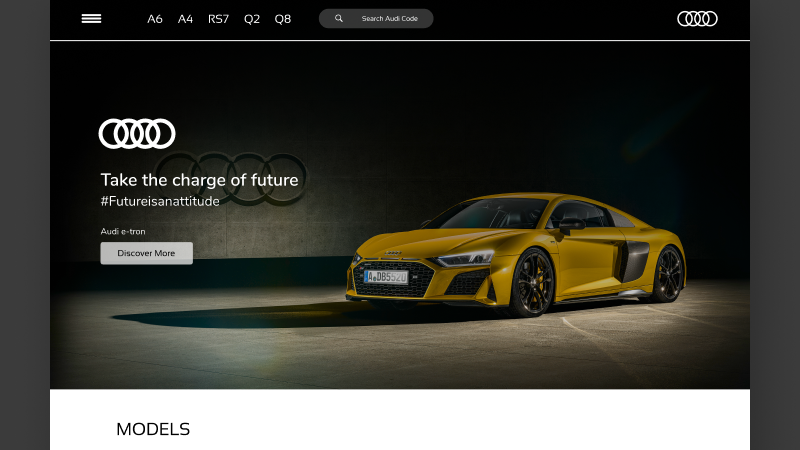 A6 A4 RS7 Q2 Q8 Search Audi Code
Take the charge of future
#Futureisanattitude
Audi e-tron
Discover More
MODELS